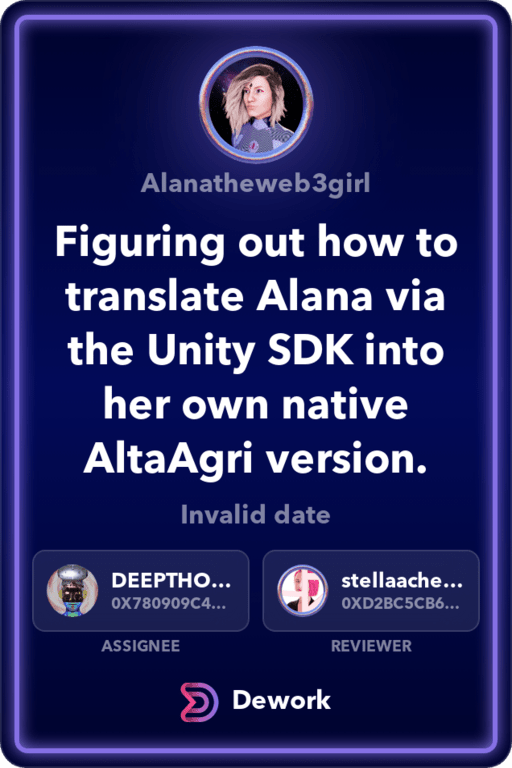 Alanatheweb3girl
Figuring out how to
translate Alana via
the Unity SDK into
her own native
AltaAgri version.
Invalid date
DEEPTHO...
0X780909C4...
stellaache...
0XD2BC5CB6...
ASSIGNEE
REVIEWER
Dework